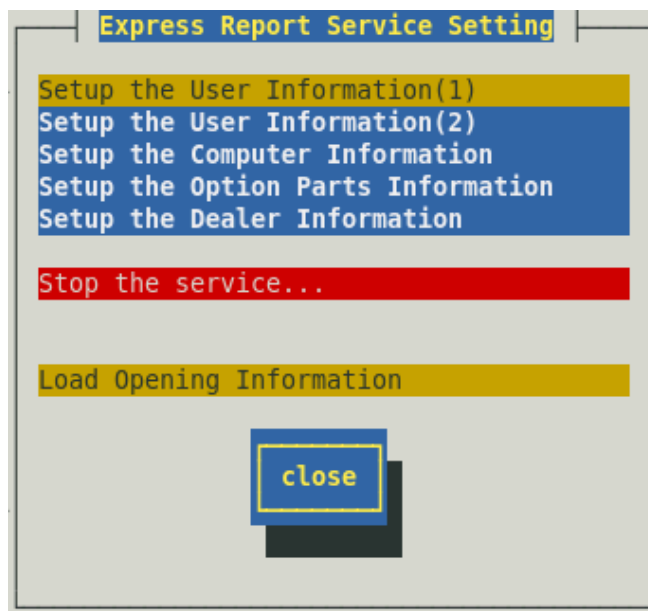 Express Report Service Setting
Setup the User Information(1)
Setup the User Information(2)
Setup the Computer Information
Setup the Option Parts Information
Setup the Dealer Information
Stop the service...
Load Opening Information
close